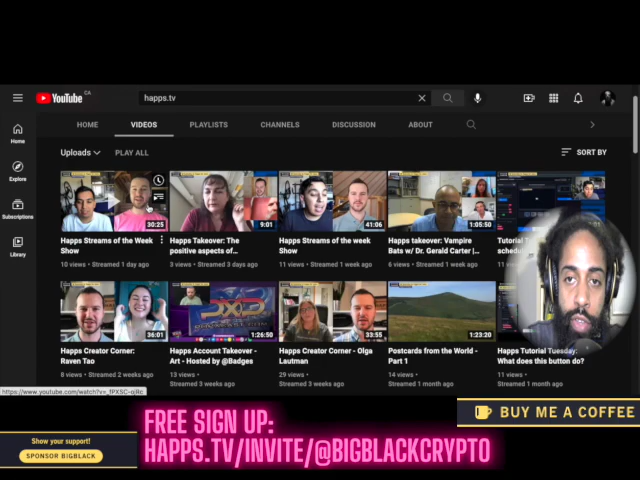 YouTube CA
happs.tv
HOME VIDEOS PLAYLISTS CHANNELS DISCUSSION ABOUT
Home
Explore
Subscriptions
Library
Uploads PLAY ALL SORT BY
30:25 9:01 41:06 1:05:50
Happs Streams of the Week
Show
10 views • Streamed 1 day ago
Happs Takeover: The
positive aspects of...
3 views • Streamed 3 days ago
Happs Streams of the week
Show
11 views • Streamed 1 week ago
Happs takeover: Vampire
Bats w/ Dr. Gerald Carter |...
6 views • Streamed 1 week ago
Tutorial
36:01 1:26:50 33:55 1:23:20
Happs Creator Corner:
Raven Tao
8 views • Streamed 2 weeks ago
Happs Account Takeover -
Art - Hosted by @Badges
13 views •
Streamed 3 weeks ago
Happs Creator Corner - Olga
Lautman
29 views •
Streamed 3 weeks ago
Postcards from the World -
Part 1
14 views •
Streamed 1 month ago
Happs Tutorial Tuesday:
What does this button do?
11 views •
Streamed 1 month ago
BUY ME A COFFEE
FREE SIGN UP:
HAPPS.TV/INVITE/@BIGBLACKCRYPTO
Show your support!
SPONSOR BIGBLACK